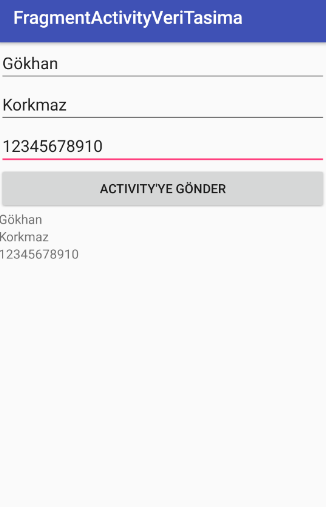 FragmentActivityVeriTasima
Gökhan
Korkmaz
12345678910
ACTIVITY'YE GÖNDER
Gökhan
Korkmaz
12345678910